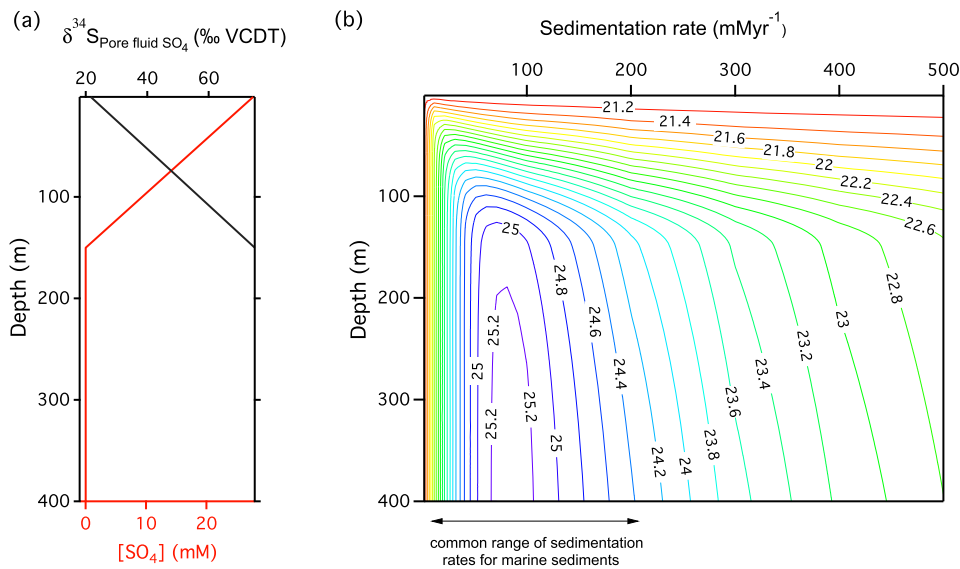 (a)
δ34SPore fluid SO4 (‰ VCDT)
20 40 60
Depth (m)
100
200
300
400
0 10 20
[SO4] (mM)
(b)
Sedimentation rate (mMyr-1)
100 200 300 400 500
Depth (m)
100
200
300
400
21.2
21.4
21.6
21.8
22
22.2
22.4
22.6
22.8
23
23.2
23.4
23.6
23.8
24
24.2
24.4
24.6
24.8
25
25
25
25.2
25.2
25.2
common range of sedimentation
rates for marine sediments